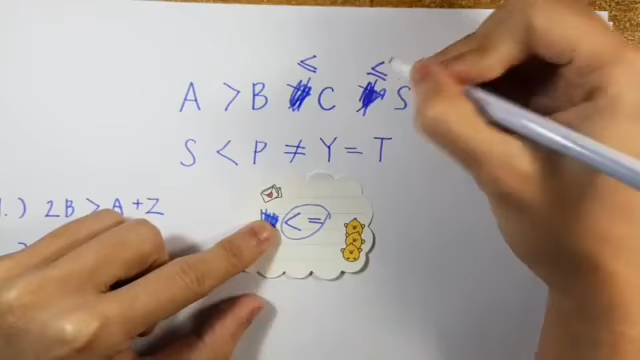 ≤ ≤
A > B C S
S < P ≠ Y = T
1.) 2B > A + Z
< =